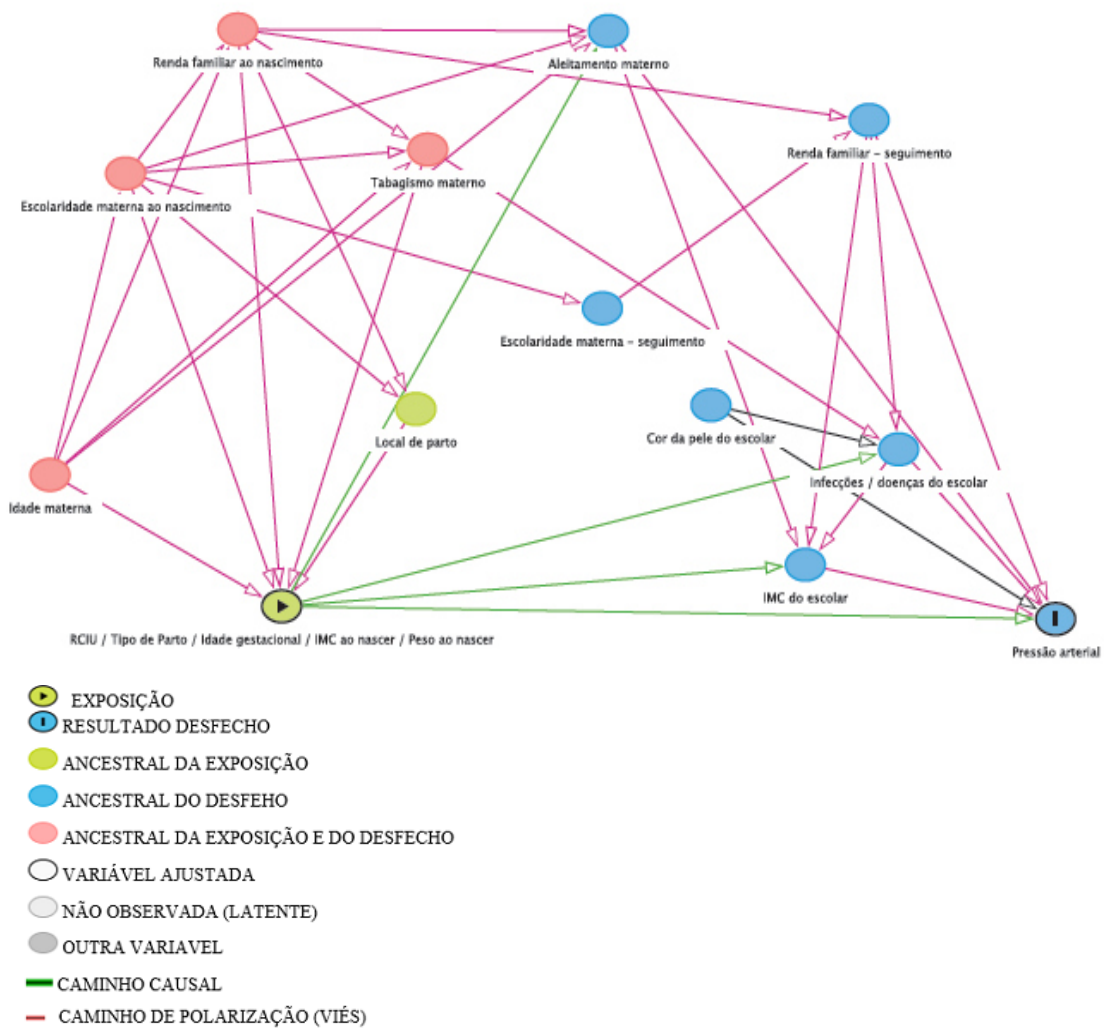 Renda familiar ao nascimento
Aleitamento materno
Renda familiar – seguimento
Tabagismo materno
Escolaridade materna ao nascimento
Escolaridade materna – seguimento
Cor da pele do escolar
Local de parto
Infecções / doenças do escolar
Idade materna
IMC do escolar
RCIU / Tipo de Parto / Idade gestacional / IMC ao nascer / Peso ao nascer
Pressão arterial
EXPOSIÇÃO
RESULTADO DESFECHO
ANCESTRAL DA EXPOSIÇÃO
ANCESTRAL DO DESFEHO
ANCESTRAL DA EXPOSIÇÃO E DO DESFECHO
VARIÁVEL AJUSTADA
NÃO OBSERVADA (LATENTE)
OUTRA VARIAVEL
CAMINHO CAUSAL
CAMINHO DE POLARIZAÇÃO (VIÉS)